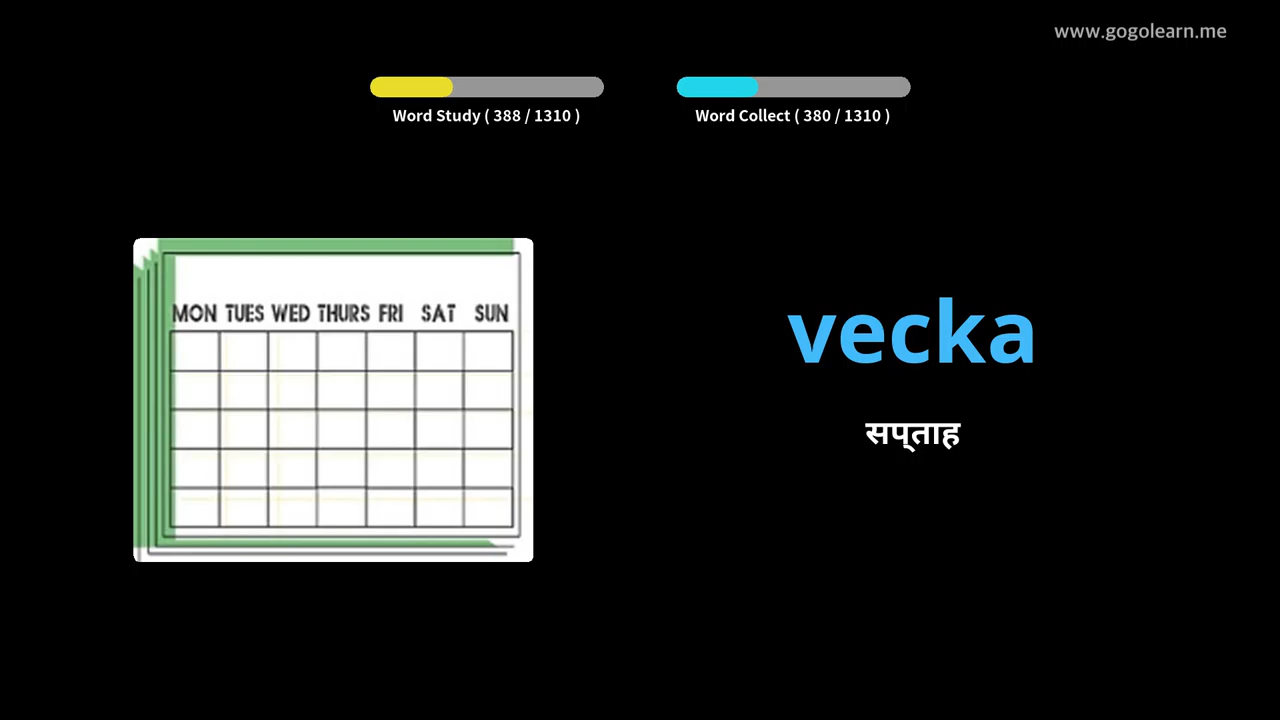 www.gogolearn.me
Word Study ( 388 / 1310 )
Word Collect ( 380 / 1310 )
MON TUES WED THURS FRI SAT SUN
vecka
सप्ताह